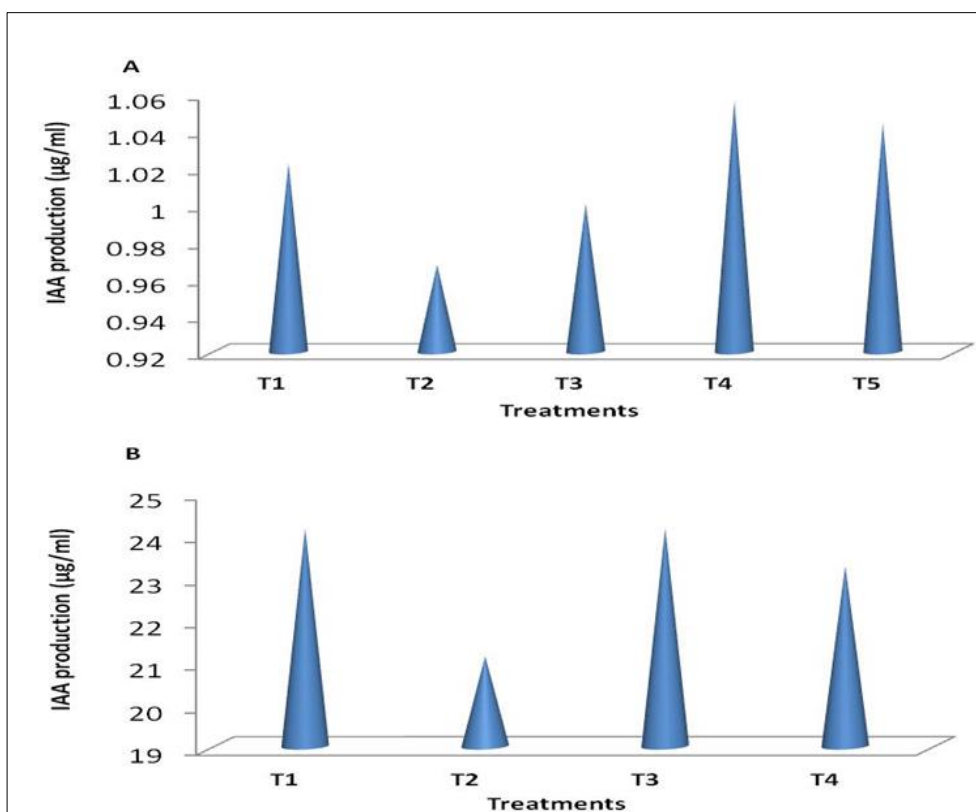 A
IAA production (µg/ml)
1.06
1.04
1.02
1
0.98
0.96
0.94
0.92
T1 T2 T3 T4 T5
Treatments
B
IAA production (µg/ml)
25
24
23
22
21
20
19
T1 T2 T3 T4
Treatments